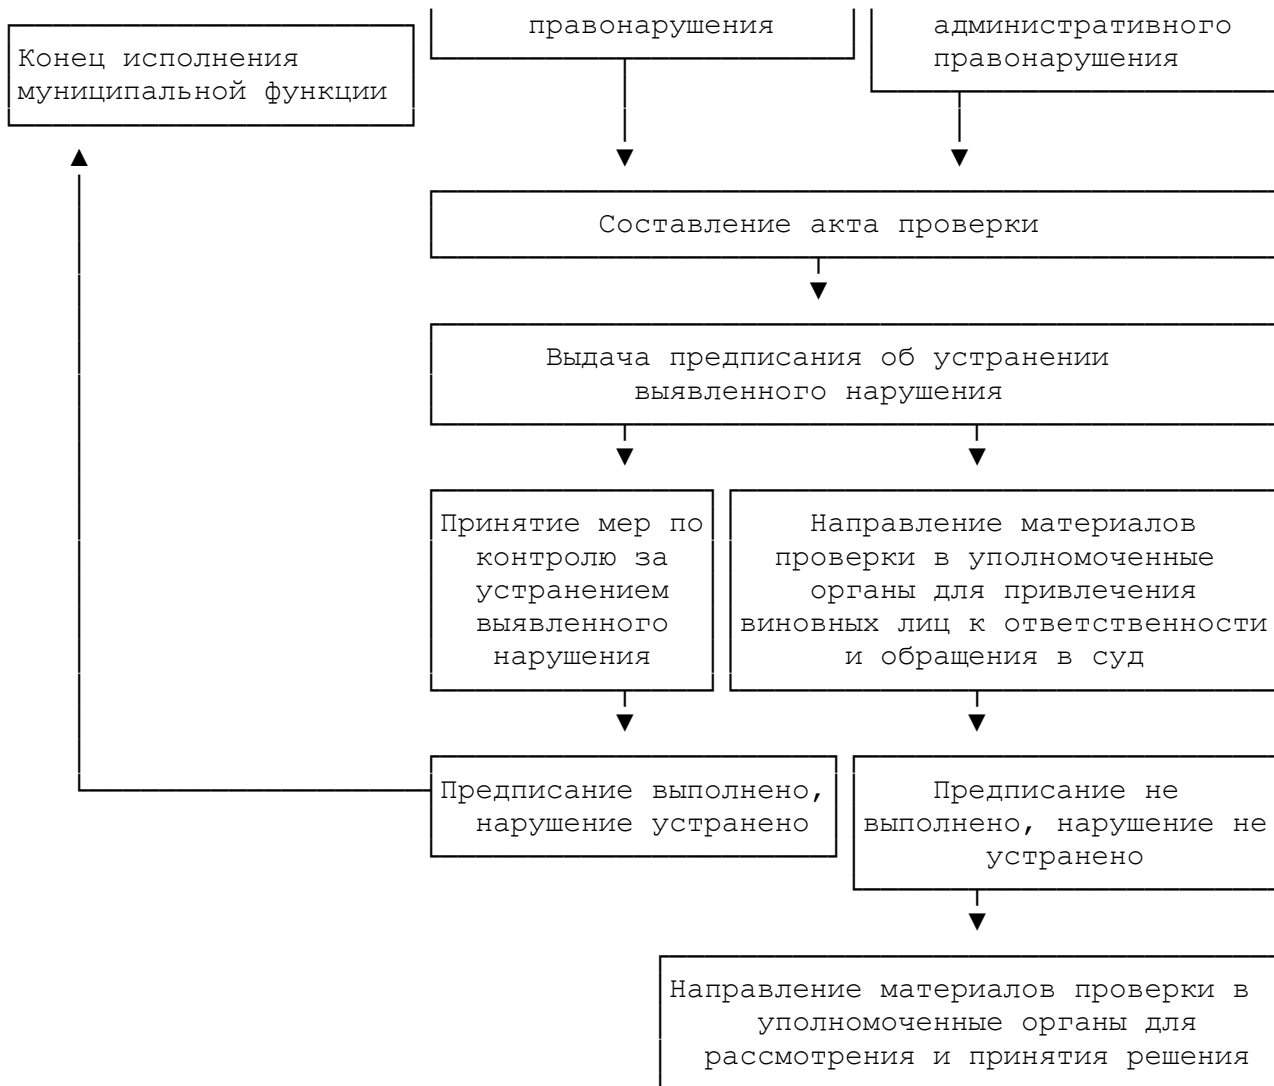 правонарушения
административного
правонарушения
Конец исполнения
муниципальной функции
Составление акта проверки
Выдача предписания об устранении
выявленного нарушения
Принятие мер по
контролю за
устранением
выявленного
нарушения
Направление материалов
проверки в уполномоченные
органы для привлечения
виновных лиц к ответственности
и обращения в суд
Предписание выполнено,
нарушение устранено
Предписание не
выполнено, нарушение не
устранено
Направление материалов проверки в
уполномоченные органы для
рассмотрения и принятия решения